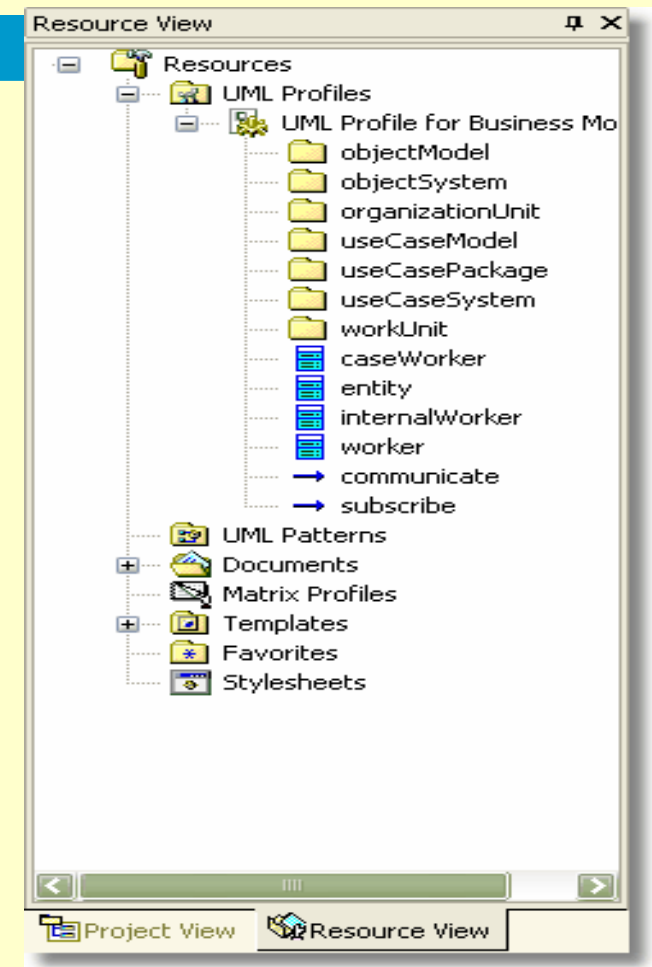 Resource View
Resources
UML Profiles
UML Profile for Business Mo
objectModel
objectSystem
organizationUnit
useCaseModel
useCasePackage
useCaseSystem
workUnit
caseWorker
entity
internalWorker
worker
communicate
subscribe
UML Patterns
Documents
Matrix Profiles
Templates
Favorites
Stylesheets
Project View Resource View